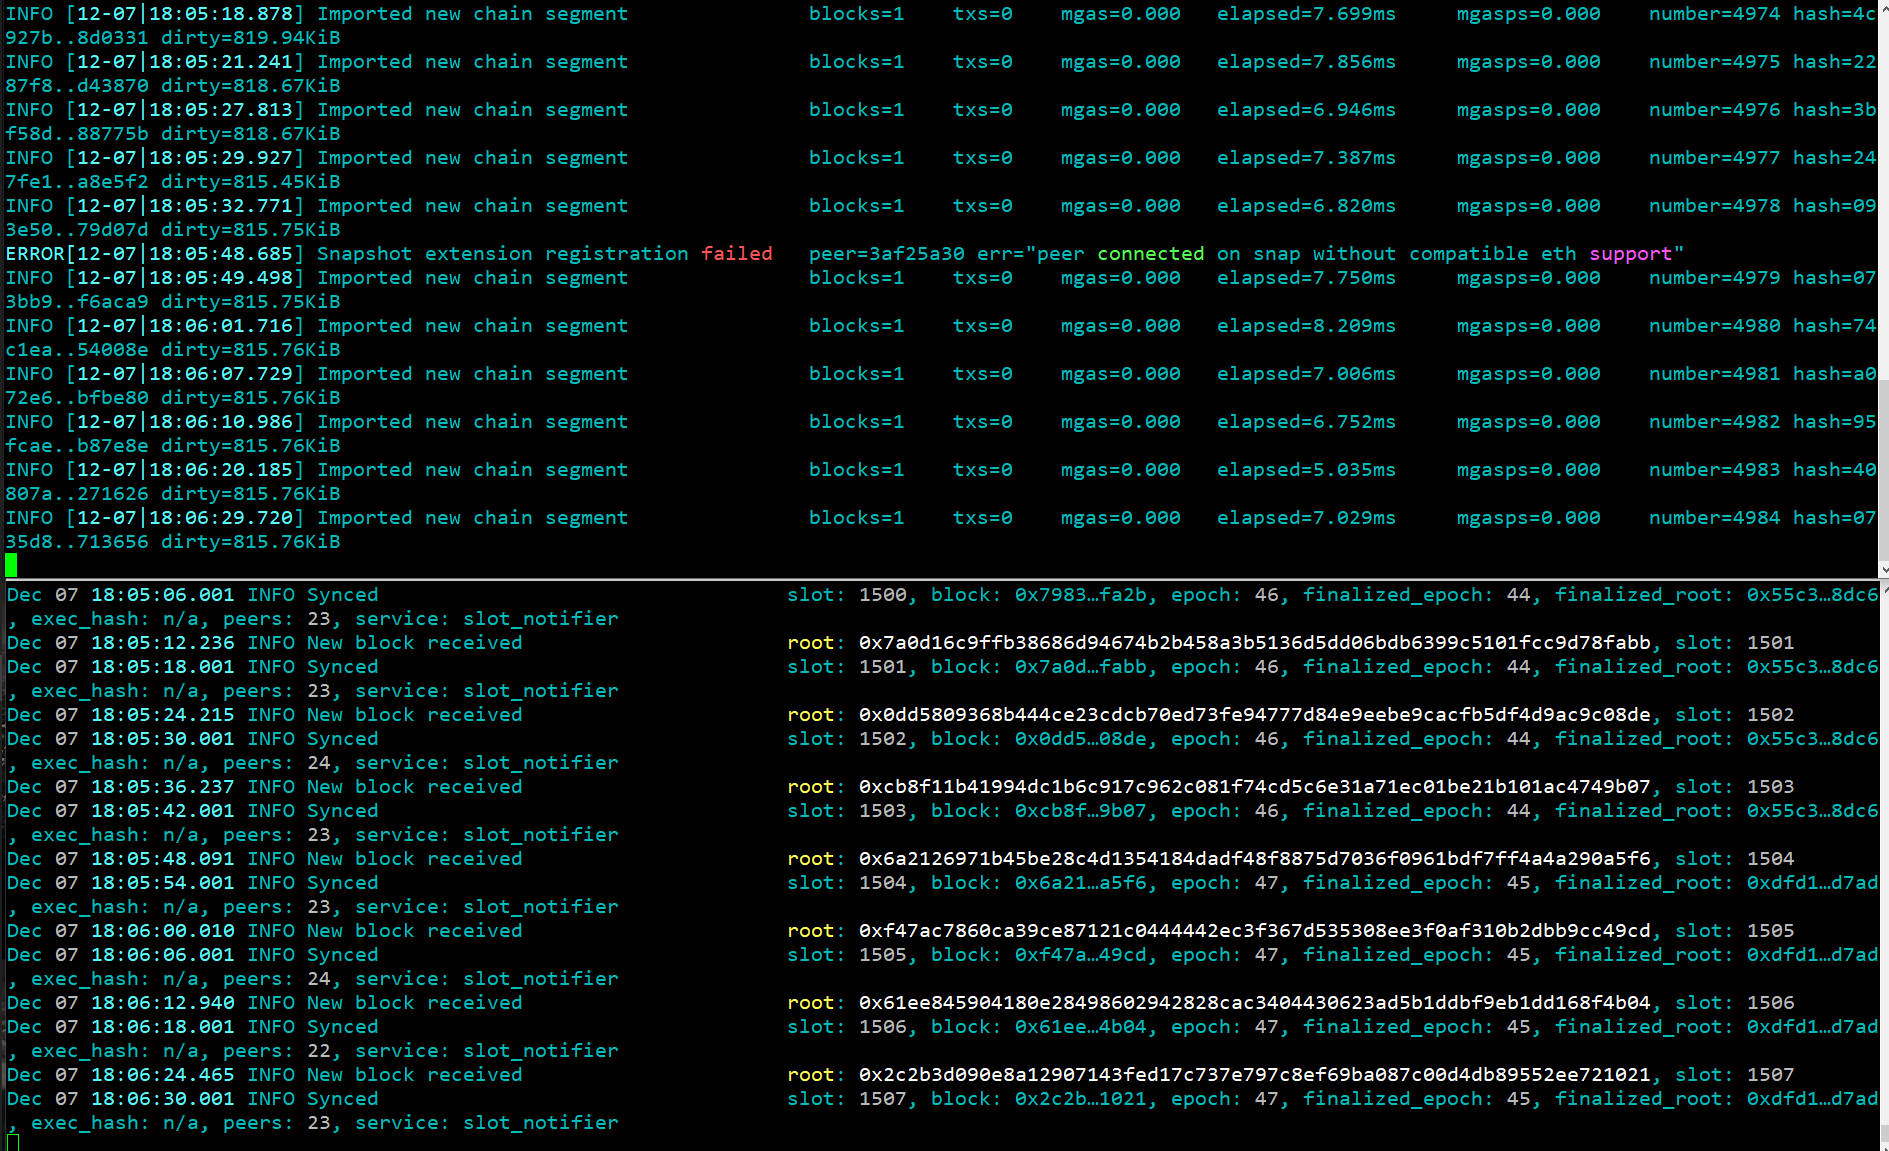 INFO [12-07|18:05:18.878] Imported new chain segment blocks=1 txs=0 mgas=0.000 elapsed=7.699ms mgasps=0.000 number=4974 hash=4c
927b..8d0331 dirty=819.94KiB
INFO [12-07|18:05:21.241] Imported new chain segment blocks=1 txs=0 mgas=0.000 elapsed=7.856ms mgasps=0.000 number=4975 hash=22
87f8..d43870 dirty=818.67KiB
INFO [12-07|18:05:27.813] Imported new chain segment blocks=1 txs=0 mgas=0.000 elapsed=6.946ms mgasps=0.000 number=4976 hash=3b
f58d..88775b dirty=818.67KiB
INFO [12-07|18:05:29.927] Imported new chain segment blocks=1 txs=0 mgas=0.000 elapsed=7.387ms mgasps=0.000 number=4977 hash=24
7fe1..a8e5f2 dirty=815.45KiB
INFO [12-07|18:05:32.771] Imported new chain segment blocks=1 txs=0 mgas=0.000 elapsed=6.820ms mgasps=0.000 number=4978 hash=09
3e50..79d07d dirty=815.75KiB
ERROR[12-07|18:05:48.685] Snapshot extension registration failed peer=3af25a30 err="peer connected on snap without compatible eth support"
INFO [12-07|18:05:49.498] Imported new chain segment blocks=1 txs=0 mgas=0.000 elapsed=7.750ms mgasps=0.000 number=4979 hash=07
3bb9..f6aca9 dirty=815.75KiB
INFO [12-07|18:06:01.716] Imported new chain segment blocks=1 txs=0 mgas=0.000 elapsed=8.209ms mgasps=0.000 number=4980 hash=74
c1ea..54008e dirty=815.76KiB
INFO [12-07|18:06:07.729] Imported new chain segment blocks=1 txs=0 mgas=0.000 elapsed=7.006ms mgasps=0.000 number=4981 hash=a0
72e6..bfbe80 dirty=815.76KiB
INFO [12-07|18:06:10.986] Imported new chain segment blocks=1 txs=0 mgas=0.000 elapsed=6.752ms mgasps=0.000 number=4982 hash=95
fcae..b87e8e dirty=815.76KiB
INFO [12-07|18:06:20.185] Imported new chain segment blocks=1 txs=0 mgas=0.000 elapsed=5.035ms mgasps=0.000 number=4983 hash=40
807a..271626 dirty=815.76KiB
INFO [12-07|18:06:29.720] Imported new chain segment blocks=1 txs=0 mgas=0.000 elapsed=7.029ms mgasps=0.000 number=4984 hash=07
35d8..713656 dirty=815.76KiB
Dec 07 18:05:06.001 INFO Synced slot: 1500, block: 0x7983…fa2b, epoch: 46, finalized_epoch: 44, finalized_root: 0x55c3…8dc6
, exec_hash: n/a, peers: 23, service: slot_notifier
Dec 07 18:05:12.236 INFO New block received root: 0x7a0d16c9ffb38686d94674b2b458a3b5136d5dd06bdb6399c5101fcc9d78fabb, slot: 1501
Dec 07 18:05:18.001 INFO Synced slot: 1501, block: 0x7a0d…fabb, epoch: 46, finalized_epoch: 44, finalized_root: 0x55c3…8dc6
, exec_hash: n/a, peers: 23, service: slot_notifier
Dec 07 18:05:24.215 INFO New block received root: 0x0dd5809368b444ce23cdcb70ed73fe94777d84e9eebe9cacfb5df4d9ac9c08de, slot: 1502
Dec 07 18:05:30.001 INFO Synced slot: 1502, block: 0x0dd5…08de, epoch: 46, finalized_epoch: 44, finalized_root: 0x55c3…8dc6
, exec_hash: n/a, peers: 24, service: slot_notifier
Dec 07 18:05:36.237 INFO New block received root: 0xcb8f11b41994dc1b6c917c962c081f74cd5c6e31a71ec01be21b101ac4749b07, slot: 1503
Dec 07 18:05:42.001 INFO Synced slot: 1503, block: 0xcb8f…9b07, epoch: 46, finalized_epoch: 44, finalized_root: 0x55c3…8dc6
, exec_hash: n/a, peers: 23, service: slot_notifier
Dec 07 18:05:48.091 INFO New block received root: 0x6a2126971b45be28c4d1354184dadf48f8875d7036f0961bdf7ff4a4a290a5f6, slot: 1504
Dec 07 18:05:54.001 INFO Synced slot: 1504, block: 0x6a21…a5f6, epoch: 47, finalized_epoch: 45, finalized_root: 0xdfd1…d7ad
, exec_hash: n/a, peers: 23, service: slot_notifier
Dec 07 18:06:00.010 INFO New block received root: 0xf47ac7860ca39ce87121c0444442ec3f367d535308ee3f0af310b2dbb9cc49cd, slot: 1505
Dec 07 18:06:06.001 INFO Synced slot: 1505, block: 0xf47a…49cd, epoch: 47, finalized_epoch: 45, finalized_root: 0xdfd1…d7ad
, exec_hash: n/a, peers: 24, service: slot_notifier
Dec 07 18:06:12.940 INFO New block received root: 0x61ee845904180e28498602942828cac3404430623ad5b1ddbf9eb1dd168f4b04, slot: 1506
Dec 07 18:06:18.001 INFO Synced slot: 1506, block: 0x61ee…4b04, epoch: 47, finalized_epoch: 45, finalized_root: 0xdfd1…d7ad
, exec_hash: n/a, peers: 22, service: slot_notifier
Dec 07 18:06:24.465 INFO New block received root: 0x2c2b3d090e8a12907143fed17c737e797c8ef69ba087c00d4db89552ee721021, slot: 1507
Dec 07 18:06:30.001 INFO Synced slot: 1507, block: 0x2c2b…1021, epoch: 47, finalized_epoch: 45, finalized_root: 0xdfd1…d7ad
, exec_hash: n/a, peers: 23, service: slot_notifier